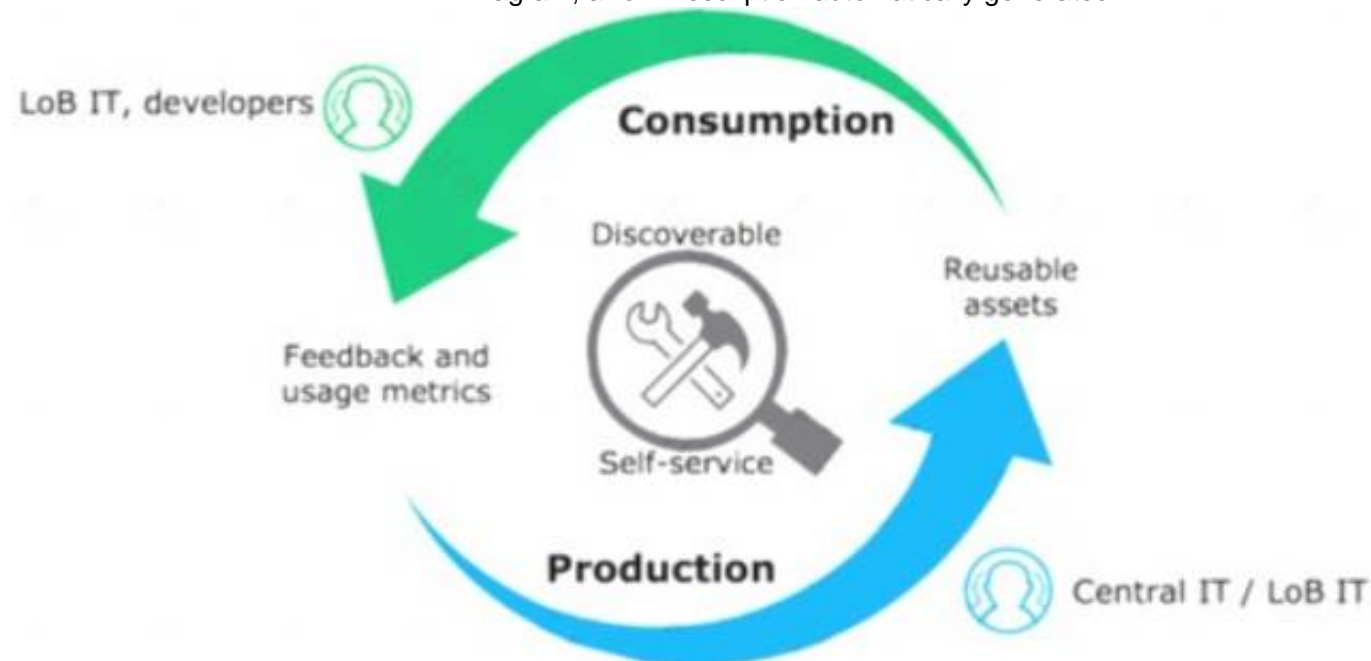 LoB IT, developers
Consumption
Discoverable
Reusable
assets
Feedback and
usage metrics
Self-service
Production
Central IT / LoB IT